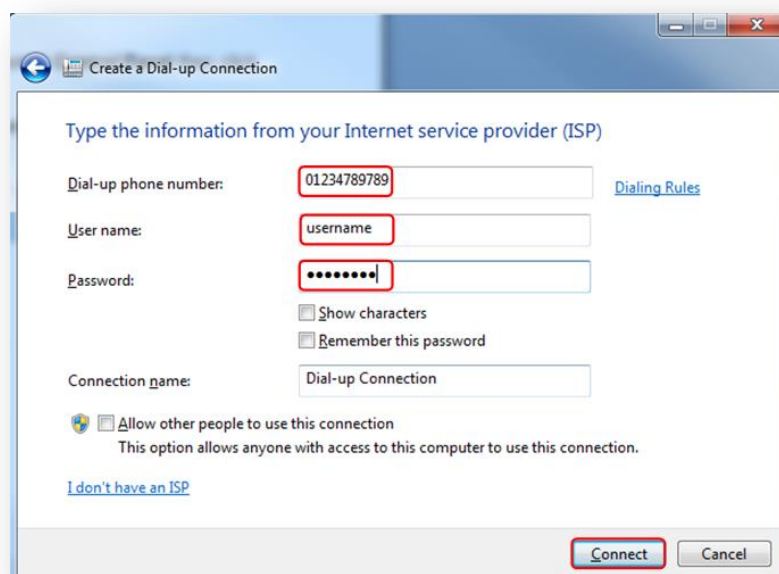 Create a Dial-up Connection
Type the information from your Internet service provider (ISP)
Dial-up phone number: 01234789789 Dialing Rules
User name: username
Password: ••••••••
Show characters
Remember this password
Connection name: Dial-up Connection
Allow other people to use this connection
This option allows anyone with access to this computer to use this connection.
I don't have an ISP
Connect Cancel